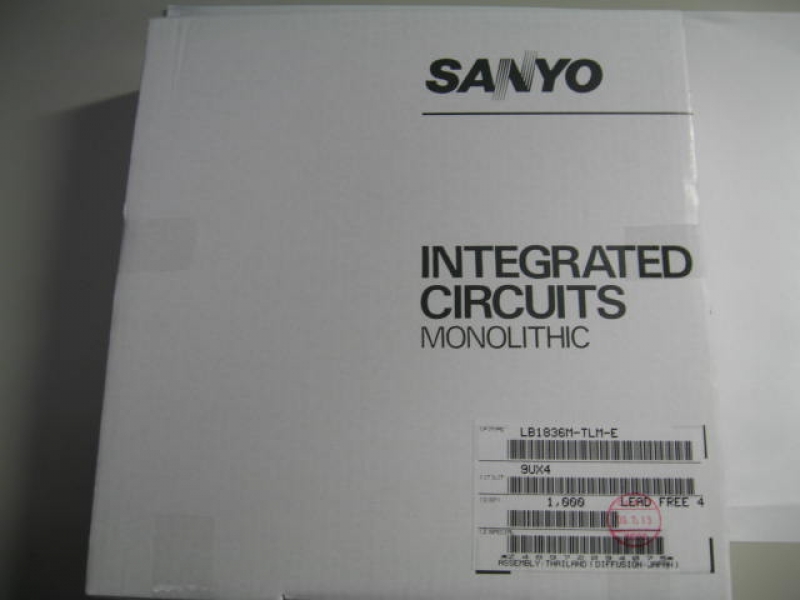 SANYO
INTEGRATED
CIRCUITS
MONOLITHIC
LB1836M-TLM-E
9UX4
1,000 LEAD FREE 4
ASSEMBLY:THAILAND(DIFFUSION:JAPAN)